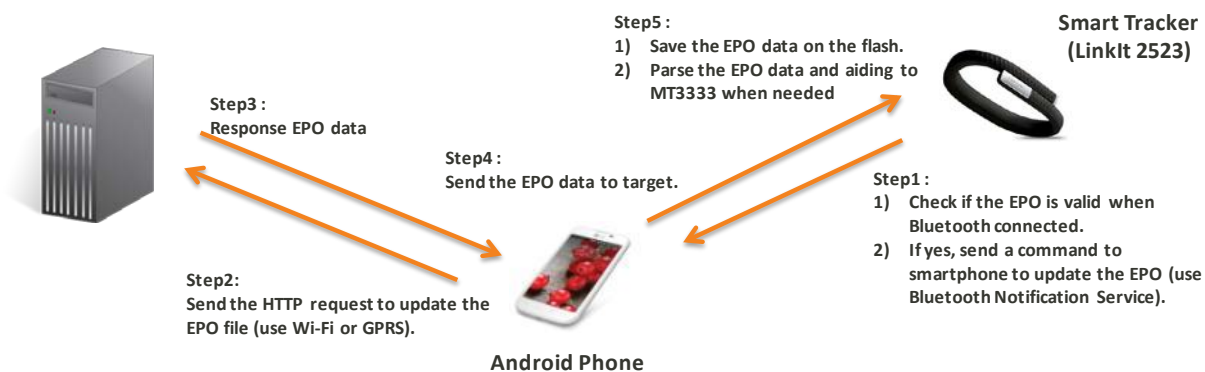 Step5 :
1) Save the EPO data on the flash.
2) Parse the EPO data and aiding to
MT3333 when needed
Smart Tracker
(LinkIt 2523)
Step3 :
Response EPO data
Step4 :
Send the EPO data to target.
Step1 :
1) Check if the EPO is valid when
Bluetooth connected.
2) If yes, send a command to
smartphone to update the EPO (use
Bluetooth Notification Service).
Step2:
Send the HTTP request to update the
EPO file (use Wi-Fi or GPRS).
Android Phone